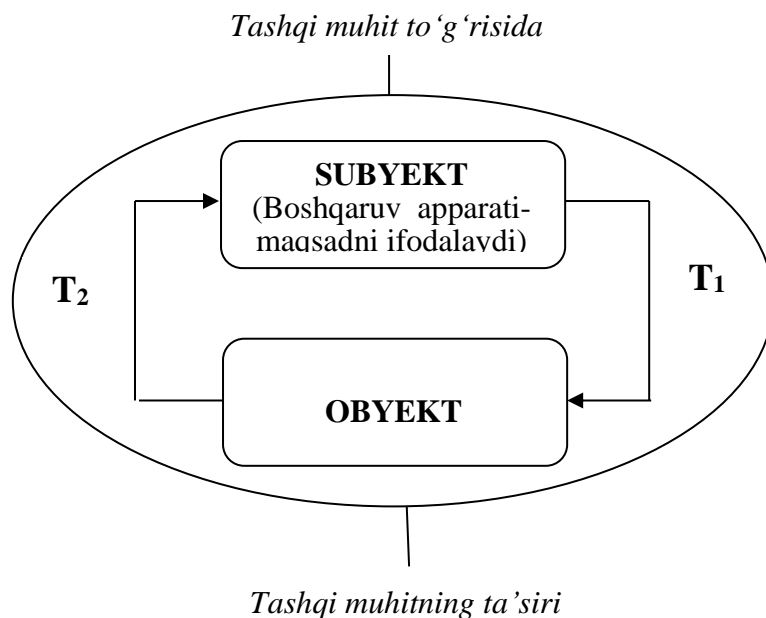 Tashqi muhit to‘g‘risida
SUBYEKT
(Boshqaruv apparati-
maqsadni ifodalaydi)
T₂
T₁
OBYEKT
Tashqi muhitning ta’siri